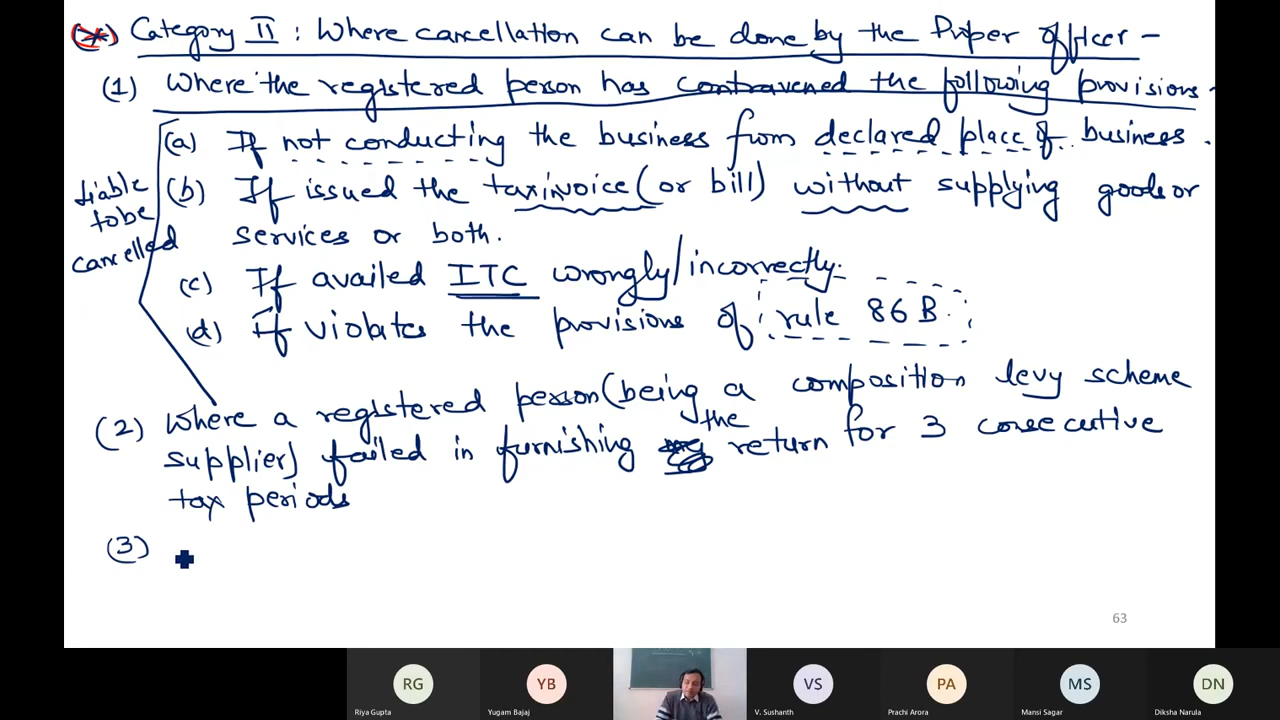 (*) Category II : Where cancellation can be done by the Proper officer -
(1) Where the registered person has contravened the following provisions -
(a) If not conducting the business from declared place of business.
liable to be cancelled
(b) If issued the tax invoice (or bill) without supplying goods or
services or both.
(c) If availed ITC wrongly/incorrectly.
(d) If violates the provisions of rule 86B.
(2) Where a registered person (being a composition levy scheme
supplier) failed in furnishing the return for 3 consecutive
tax periods
(3)
63
RG YB VS PA MS DN
Riya Gupta Yugam Bajaj V. Sushanth Prachi Arora Mansi Sagar Diksha Narula